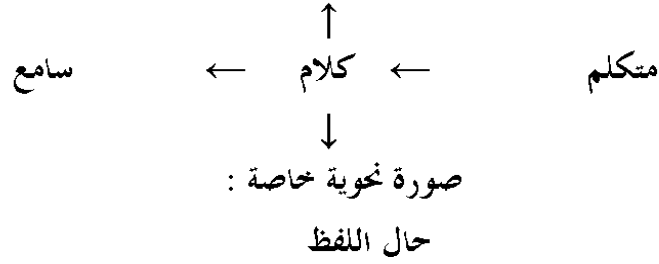 ↑
متكلم ← كلام ← سامع
↓
صورة نحوية خاصة :
حال اللفظ